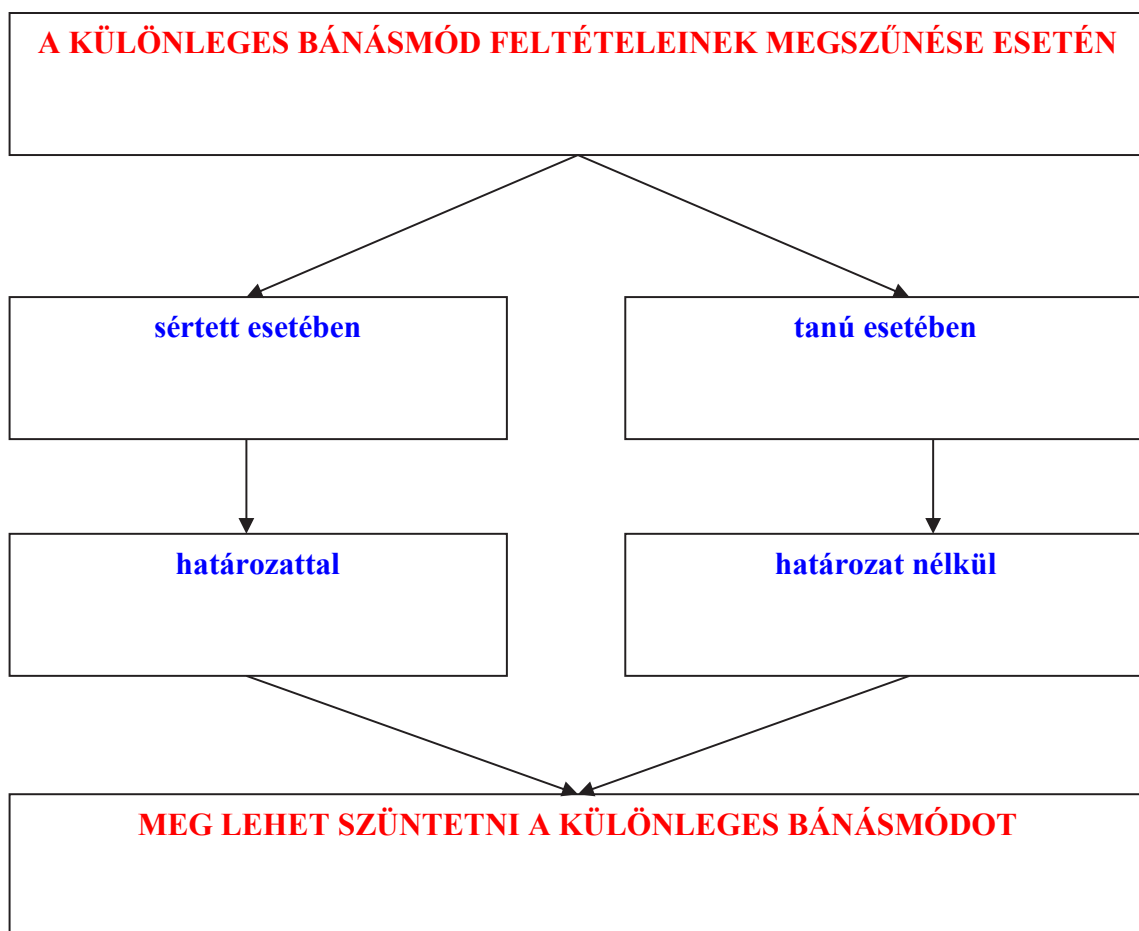 A KÜLÖNLEGES BÁNÁSMÓD FELTÉTELEINEK MEGSZŰNÉSE ESETÉN
sértett esetében
tanú esetében
határozattal
határozat nélkül
MEG LEHET SZÜNTETNI A KÜLÖNLEGES BÁNÁSMÓDOT